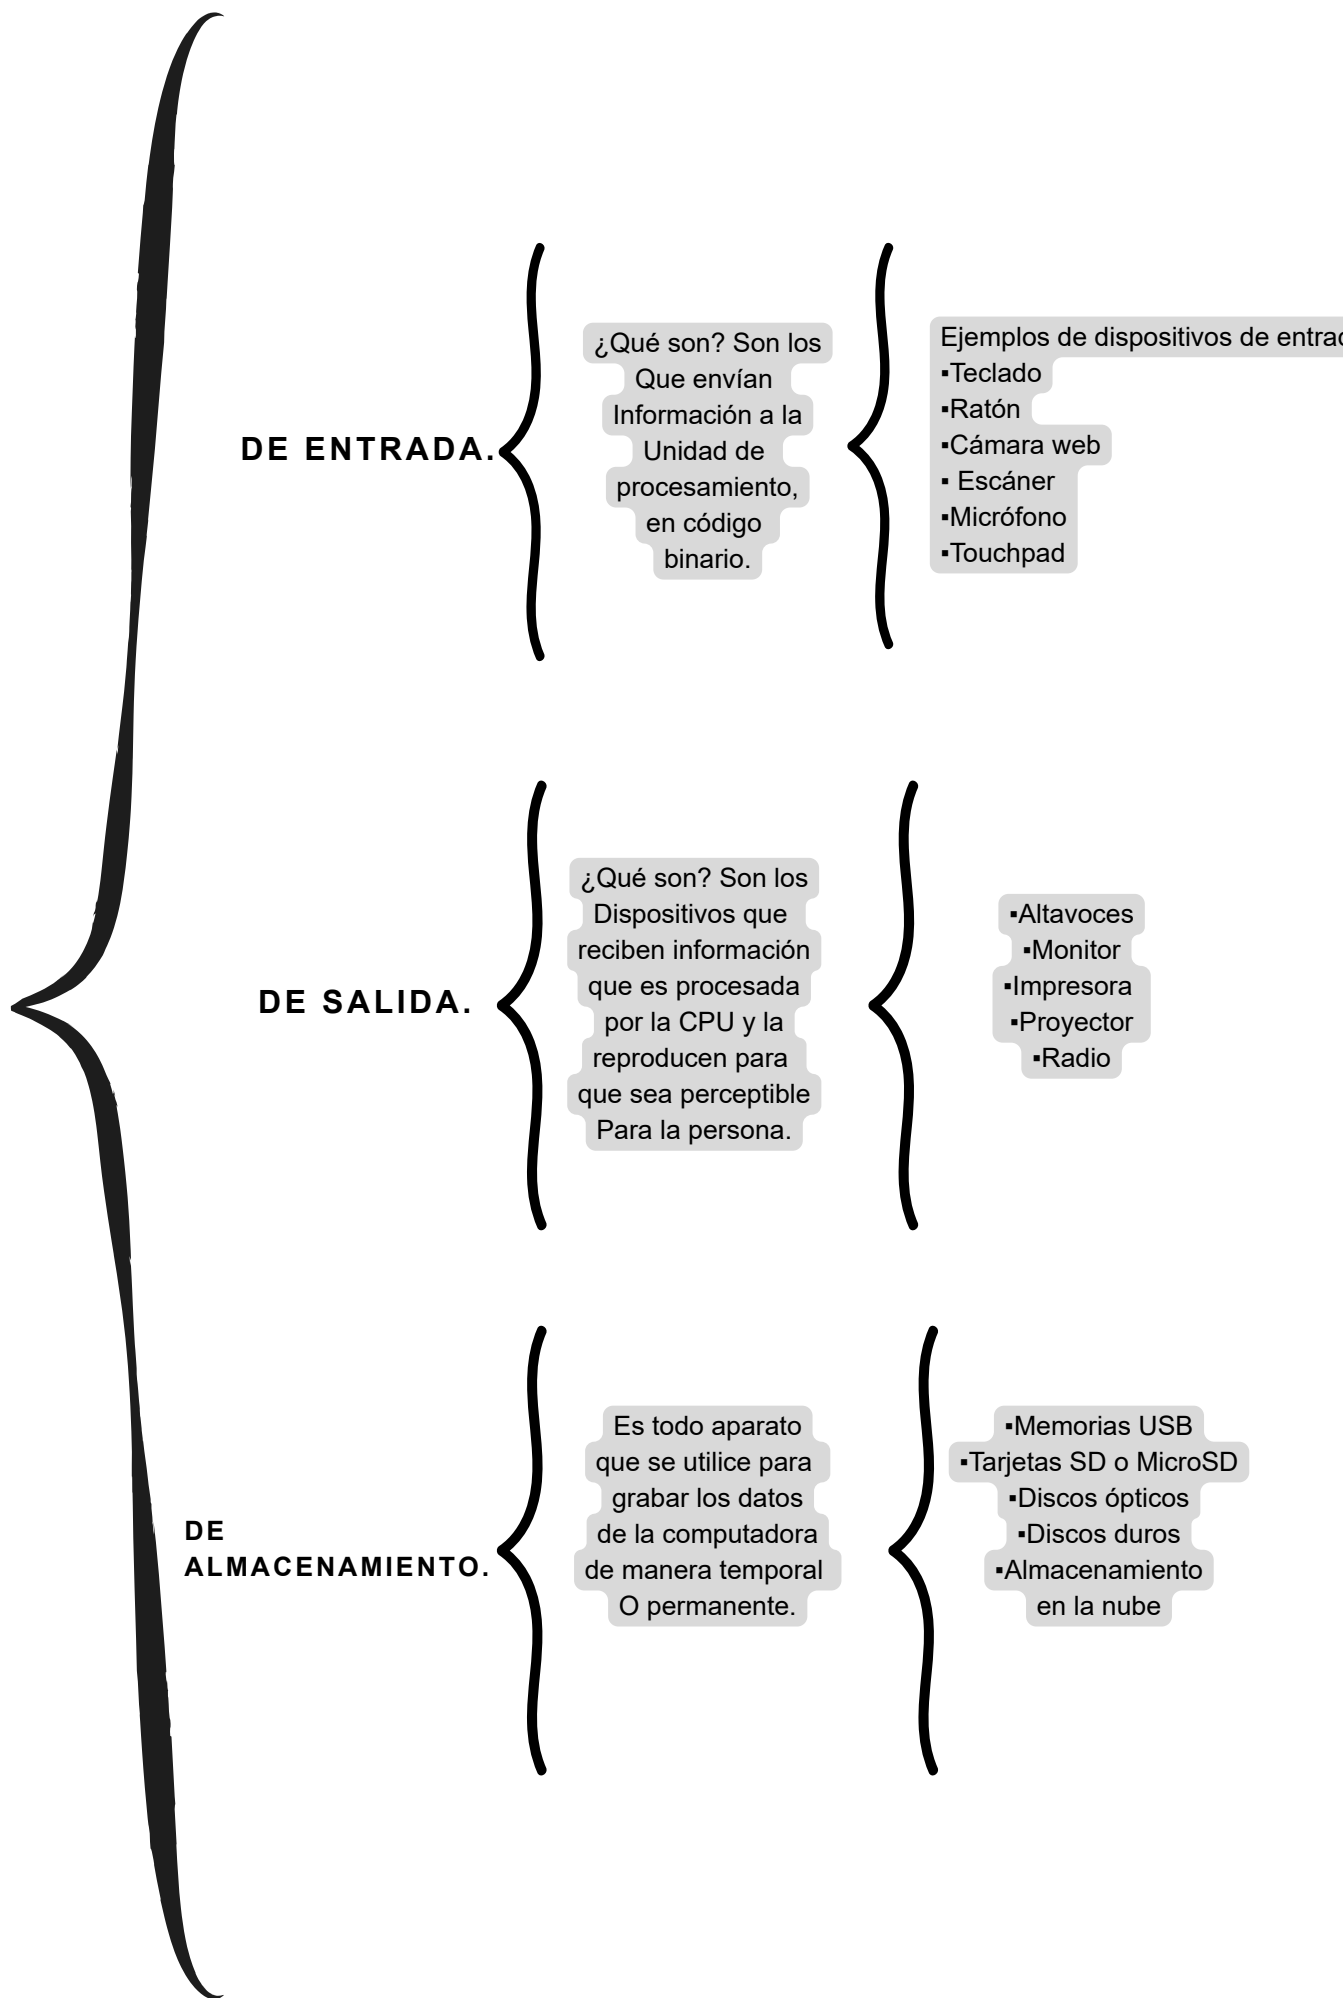 DE ENTRADA.
¿Qué son? Son los
Que envían
Información a la
Unidad de
procesamiento,
en código
binario.
Ejemplos de dispositivos de
▪Teclado
▪Ratón
▪Cámara web
▪ Escáner
▪Micrófono
▪Touchpad
DE SALIDA.
¿Qué son? Son los
Dispositivos que
reciben información
que es procesada
por la CPU y la
reproducen para
que sea perceptible
Para la persona.
▪Altavoces
▪Monitor
▪Impresora
▪Proyector
▪Radio
DE
ALMACENAMIENTO.
Es todo aparato
que se utilice para
grabar los datos
de la computadora
de manera temporal
O permanente.
▪Memorias USB
▪Tarjetas SD o MicroSD
▪Discos ópticos
▪Discos duros
▪Almacenamiento
en la nube